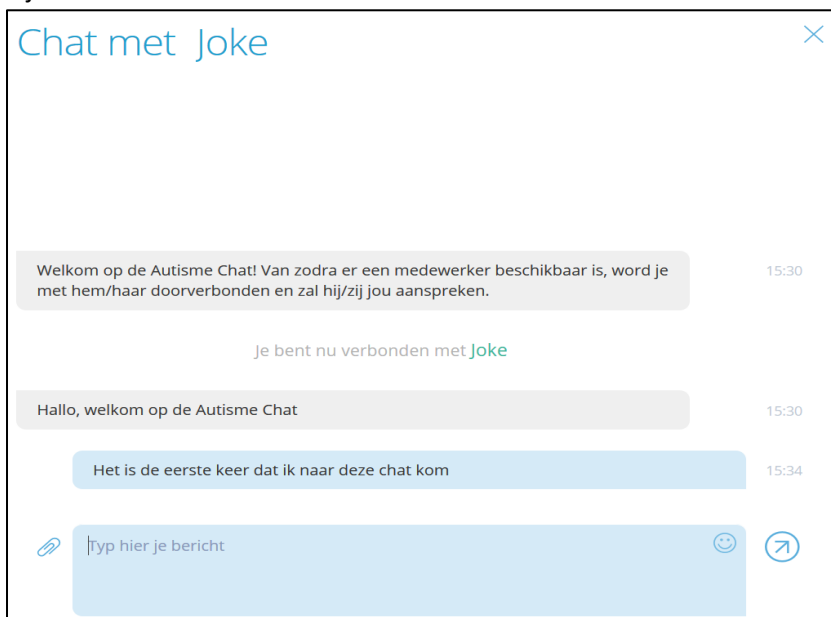 Chat met Joke
Welkom op de Autisme Chat! Van zodra er een medewerker beschikbaar is, word je
15:30
met hem/haar doorverbonden en zal hij/zij jou aanspreken.
Je bent nu verbonden met Joke
Hallo, welkom op de Autisme Chat
15:30
Het is de eerste keer dat ik naar deze chat kom
15:34
Typ hier je bericht